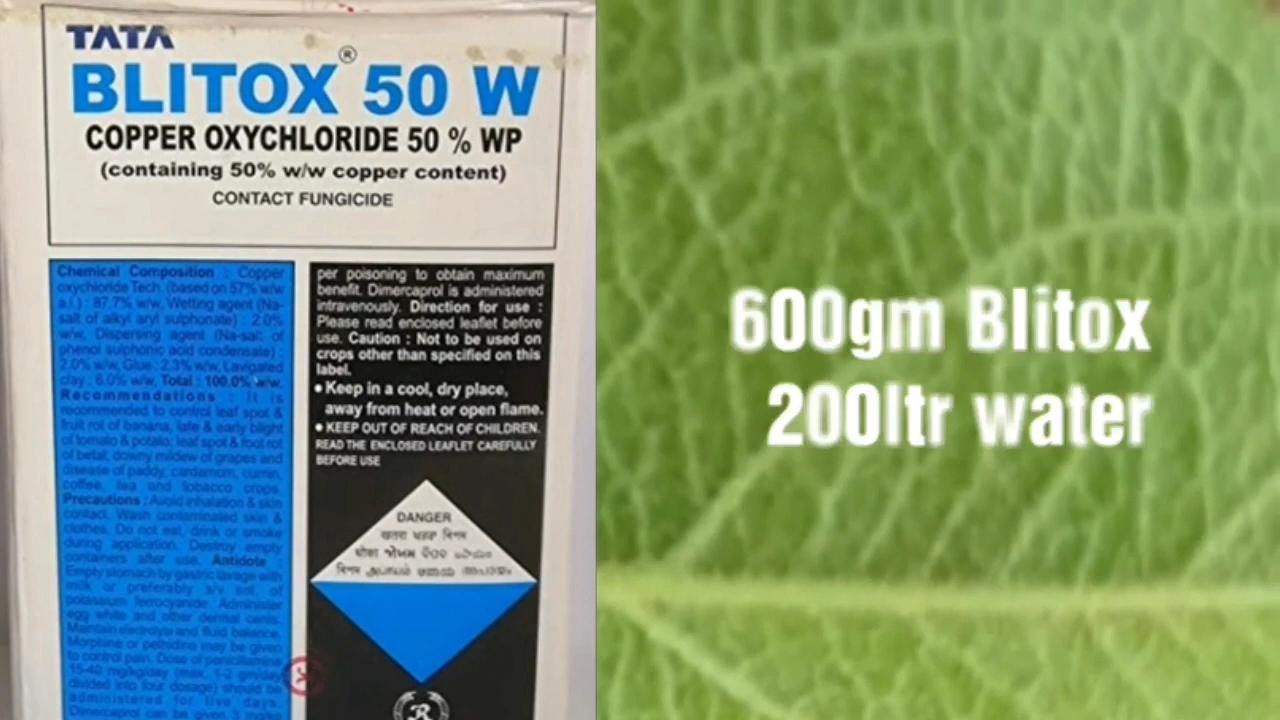 TATA
BLITOX® 50 W
COPPER OXYCHLORIDE 50 % WP
(containing 50% w/w copper content)
CONTACT FUNGICIDE
Chemical Composition : Copper
oxychloride Tech. (based on 57% w/w
a.i.) : 87.7% w/w, Wetting agent (Na-
salt of alkyl aryl sulphonate) : 2.0%
w/w, Dispersing agent (Na-salt of
phenol sulphonic acid condensate) :
2.0% w/w, Glue : 2.3% w/w, Lavigated
clay : 6.0% w/w, Total : 100.0% w/w.
Recommendations : It is
recommended to control leaf spot &
fruit rot of banana, late & early blight
of tomato & potato; leaf spot & foot rot
of betal; downy mildew of grapes and
disease of paddy, cardamom, cumin,
coffee, tea and tobacco crops.
Precautions : Avoid inhalation & skin
contact. Wash contaminated skin &
clothes. Do not eat, drink or smoke
during application. Destroy empty
containers after use. Antidote
Empty stomach by gastric lavage with
milk or preferably s/v sol. of
potassium ferrocyanide. Administer
egg white and other dermal cents.
Maintain electrolyte and fluid balance.
Morphine or pethidine may be given
to control pain. Dose of penicillamine
15-40 mg/kg/day (max. 1-2 gm/day
divided into four dosage) should be
administered for five days.
Dimercaprol can be given 3 mg/kg
per poisoning to obtain maximum
benefit. Dimercaprol is administered
intravenously. Direction for use :
Please read enclosed leaflet before
use. Caution : Not to be used on
crops other than specified on this
label.
• Keep in a cool, dry place,
away from heat or open flame.
• KEEP OUT OF REACH OF CHILDREN.
READ THE ENCLOSED LEAFLET CAREFULLY
BEFORE USE
DANGER
R
600gm Blitox
200ltr water